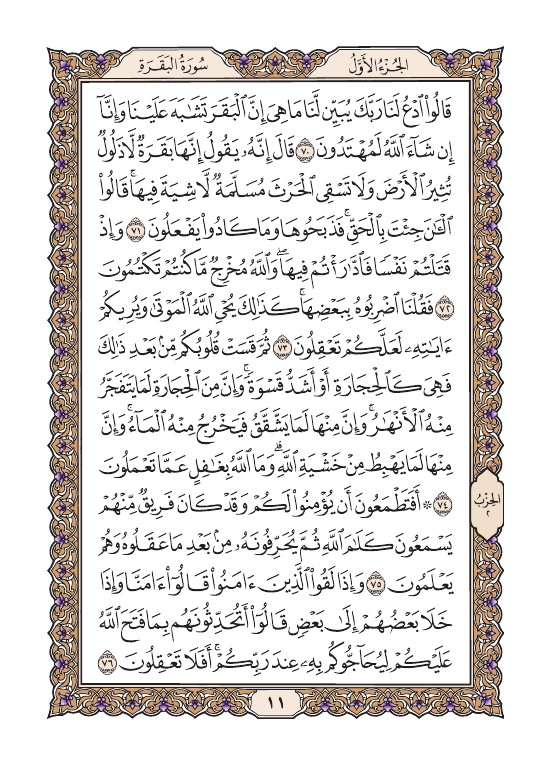 الجُزْءُ الأَوَّلُ
سُورَةُ البَقَرَةِ
قَالُواْ ٱدْعُ لَنَا رَبَّكَ يُبَيِّن لَّنَا مَا هِىَ إِنَّ ٱلْبَقَرَ تَشَٰبَهَ عَلَيْنَا وَإِنَّآ
إِن شَآءَ ٱللَّهُ لَمُهْتَدُونَ ٧٠ قَالَ إِنَّهُۥ يَقُولُ إِنَّهَا بَقَرَةٌ لَّا ذَلُولٌ
تُثِيرُ ٱلْأَرْضَ وَلَا تَسْقِى ٱلْحَرْثَ مُسَلَّمَةٌ لَّا شِيَةَ فِيهَاۚ قَالُواْ
ٱلْـَٰٔنَ جِئْتَ بِٱلْحَقِّۚ فَذَبَحُوهَا وَمَا كَادُواْ يَفْعَلُونَ ٧١ وَإِذْ
قَتَلْتُمْ نَفْسًا فَٱدَّٰرَْٰٔتُمْ فِيهَاۖ وَٱللَّهُ مُخْرِجٌ مَّا كُنتُمْ تَكْتُمُونَ
٧٢ فَقُلْنَا ٱضْرِبُوهُ بِبَعْضِهَاۚ كَذَٰلِكَ يُحْىِ ٱللَّهُ ٱلْمَوْتَىٰ وَيُرِيكُمْ
ءَايَٰتِهِۦ لَعَلَّكُمْ تَعْقِلُونَ ٧٣ ثُمَّ قَسَتْ قُلُوبُكُم مِّنۢ بَعْدِ ذَٰلِكَ
فَهِىَ كَٱلْحِجَارَةِ أَوْ أَشَدُّ قَسْوَةًۚ وَإِنَّ مِنَ ٱلْحِجَارَةِ لَمَا يَتَفَجَّرُ
مِنْهُ ٱلْأَنْهَٰرُۚ وَإِنَّ مِنْهَا لَمَا يَشَّقَّقُ فَيَخْرُجُ مِنْهُ ٱلْمَآءُۚ وَإِنَّ
مِنْهَا لَمَا يَهْبِطُ مِنْ خَشْيَةِ ٱللَّهِۗ وَمَا ٱللَّهُ بِغَٰفِلٍ عَمَّا تَعْمَلُونَ
٧٤ ۞ أَفَتَطْمَعُونَ أَن يُؤْمِنُواْ لَكُمْ وَقَدْ كَانَ فَرِيقٌ مِّنْهُمْ
يَسْمَعُونَ كَلَٰمَ ٱللَّهِ ثُمَّ يُحَرِّفُونَهُۥ مِنۢ بَعْدِ مَا عَقَلُوهُ وَهُمْ
يَعْلَمُونَ ٧٥ وَإِذَا لَقُواْ ٱلَّذِينَ ءَامَنُواْ قَالُوٓاْ ءَامَنَّا وَإِذَا
خَلَا بَعْضُهُمْ إِلَىٰ بَعْضٍ قَالُوٓاْ أَتُحَدِّثُونَهُم بِمَا فَتَحَ ٱللَّهُ
عَلَيْكُمْ لِيُحَآجُّوكُم بِهِۦ عِندَ رَبِّكُمْۚ أَفَلَا تَعْقِلُونَ ٧٦
الحِزْبُ
٢
١١